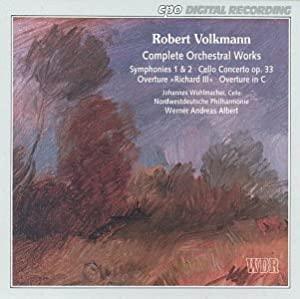 cpo DIGITAL RECORDING
Robert Volkmann
Complete Orchestral Works
Symphonies 1 & 2 · Cello Concerto op. 33
Overture »Richard III« · Overture in C
Johannes Wohlmacher, Cello
Nordwestdeutsche Philharmonie
Werner Andreas Albert
WDR